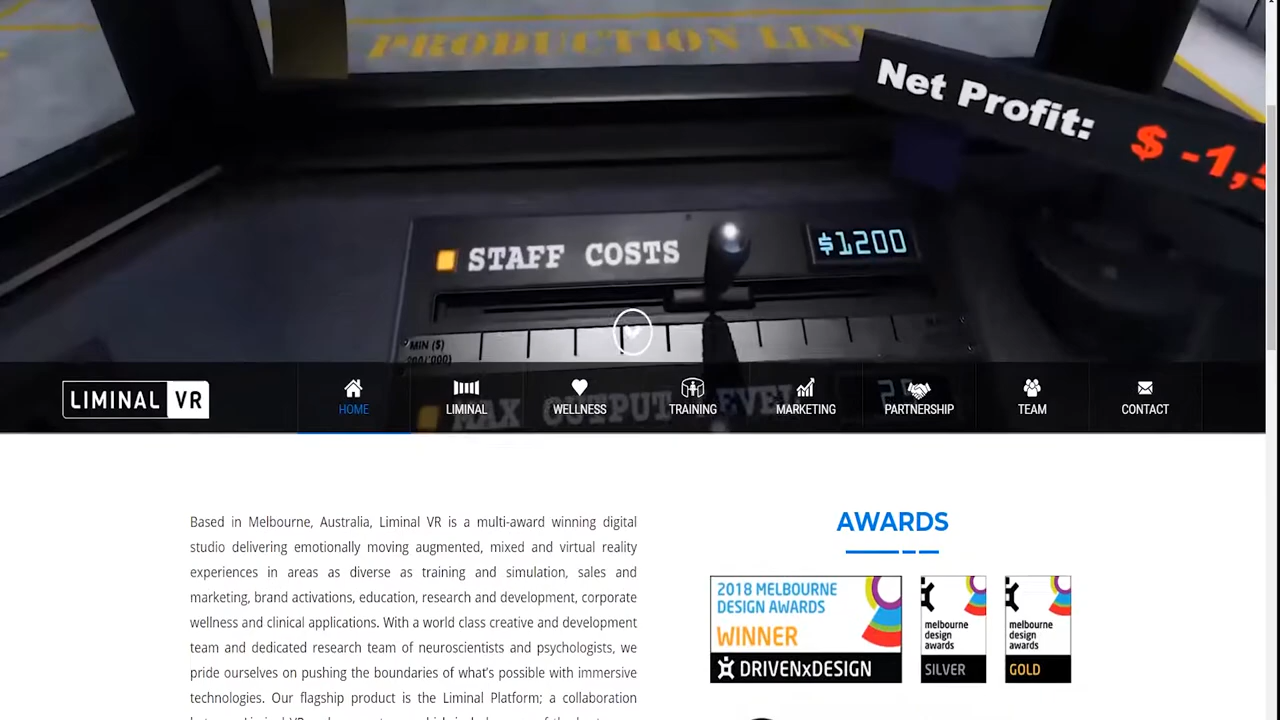 PRODUCTION LINE
Net Profit:
$ -1,5
STAFF COSTS
$1200
MIN ($)
MAX OUTPUT LEVEL
LIMINAL VR
HOME
LIMINAL
WELLNESS
TRAINING
MARKETING
PARTNERSHIP
TEAM
CONTACT
Based in Melbourne, Australia, Liminal VR is a multi-award winning digital
studio delivering emotionally moving augmented, mixed and virtual reality
experiences in areas as diverse as training and simulation, sales and
marketing, brand activations, education, research and development, corporate
wellness and clinical applications. With a world class creative and development
team and dedicated research team of neuroscientists and psychologists, we
pride ourselves on pushing the boundaries of what's possible with immersive
technologies. Our flagship product is the Liminal Platform; a collaboration
AWARDS
2018 MELBOURNE
DESIGN AWARDS
WINNER
DRIVENxDESIGN
melbourne
design
awards
SILVER
melbourne
design
awards
GOLD